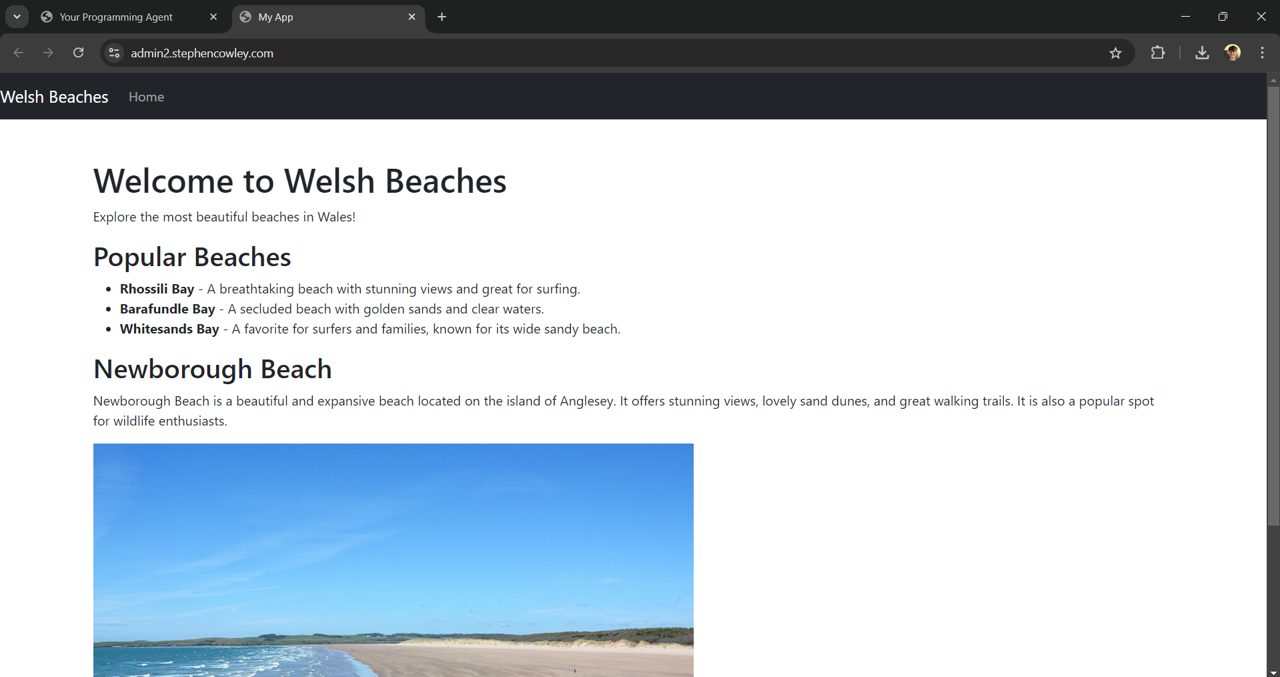 Your Programming Agent
My App
admin2.stephencowley.com
Welsh Beaches
Home
Welcome to Welsh Beaches
Explore the most beautiful beaches in Wales!
Popular Beaches
Rhossili Bay - A breathtaking beach with stunning views and great for surfing.
Barafundle Bay - A secluded beach with golden sands and clear waters.
Whitesands Bay - A favorite for surfers and families, known for its wide sandy beach.
Newborough Beach
Newborough Beach is a beautiful and expansive beach located on the island of Anglesey. It offers stunning views, lovely sand dunes, and great walking trails. It is also a popular spot
for wildlife enthusiasts.